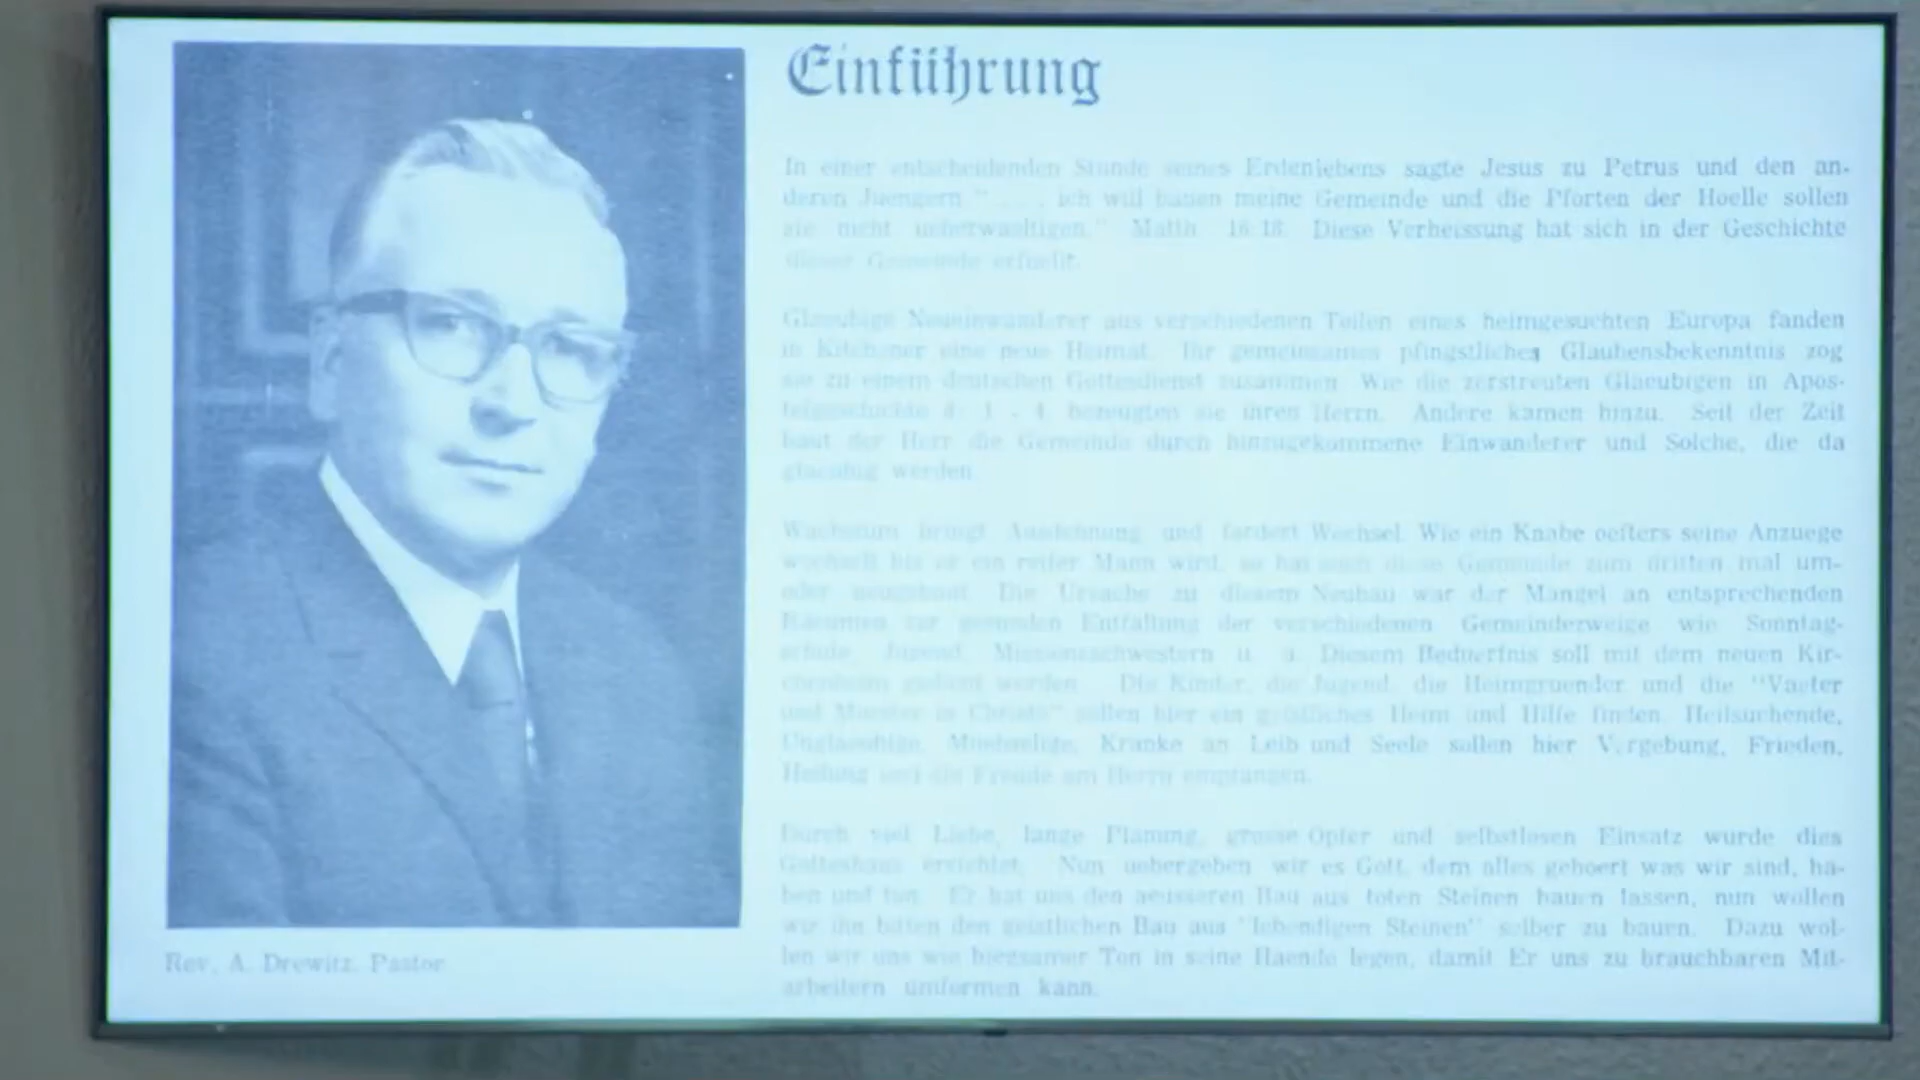 Einführung
In einer entscheidenden Stunde seines Erdenlebens sagte Jesus zu Petrus und den an-
deren Juengern " . . . . ich will bauen meine Gemeinde und die Pforten der Hoelle sollen
sie nicht ueberwaeltigen." Matth 16:18. Diese Verheissung hat sich in der Geschichte
dieser Gemeinde erfuellt.
Glaeubige Neueinwanderer aus verschiedenen Teilen eines heimgesuchten Europa fanden
in Kitchener eine neue Heimat. Ihr gemeinsames pfingstliches Glaubensbekenntnis zog
sie zu einem deutschen Gottesdienst zusammen. Wie die zerstreuten Glaeubigen in Apos-
telgeschichte 4: 1 - 4, bezeugten sie ihren Herrn. Andere kamen hinzu. Seit der Zeit
baut der Herr die Gemeinde durch hinzugekommene Einwanderer und Solche, die da
glaeubig werden.
Wachstum bringt Ausdehnung und fordert Wechsel. Wie ein Knabe oefters seine Anzuege
wechselt bis er ein reifer Mann wird, so hat auch diese Gemeinde zum dritten mal um-
oder neugebaut. Die Ursache zu diesem Neubau war der Mangel an entsprechenden
Raeumen zur gesunden Entfaltung der verschiedenen Gemeindezweige wie Sonntag-
schule, Jugend, Missionsschwestern u. a. Diesem Beduerfnis soll mit dem neuen Kir-
chenheim gedient werden. Die Kinder, die Jugend, die Heimgruender und die "Vaeter
und Muetter in Christo" sollen hier ein geistliches Heim und Hilfe finden. Heilsuchende,
Unglaeubige, Muehselige, Kranke an Leib und Seele sollen hier Vergebung, Frieden,
Heilung und die Freude am Herrn empfangen.
Durch viel Liebe, lange Planung, grosse Opfer und selbstlosen Einsatz wurde dies
Gotteshaus errichtet. Nun uebergeben wir es Gott, dem alles gehoert was wir sind, ha-
ben und tun. Er hat uns den aeusseren Bau aus toten Steinen bauen lassen, nun wollen
wir ihn bitten den geistlichen Bau aus "lebendigen Steinen" selber zu bauen. Dazu wol-
len wir uns wie biegsamer Ton in seine Haende legen, damit Er uns zu brauchbaren Mit-
arbeitern umformen kann.
Rev. A. Drewitz, Pastor